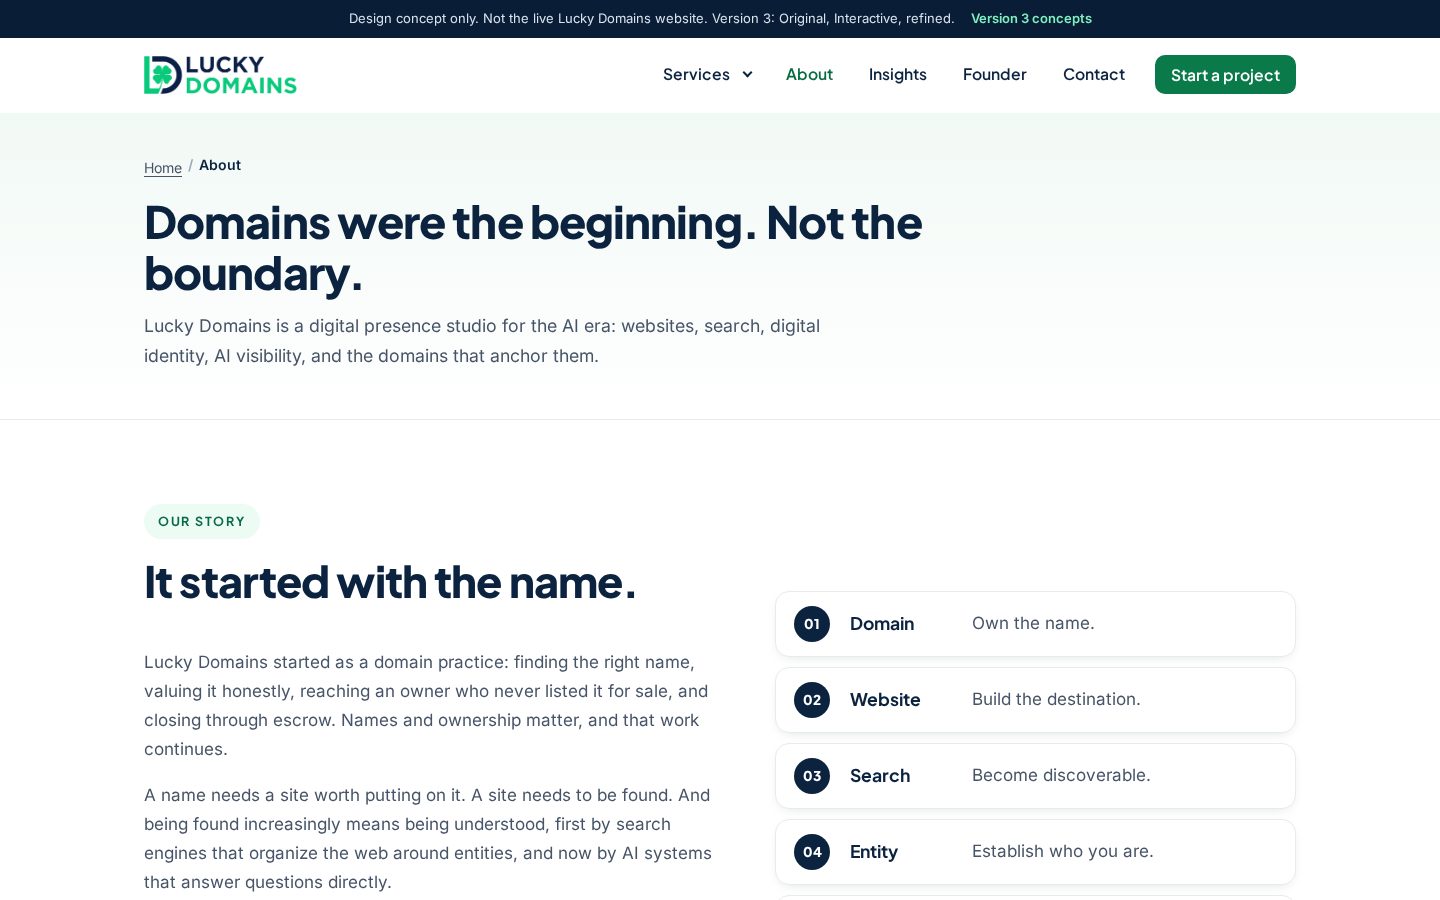 Design concept only. Not the live Lucky Domains website. Version 3: Original, Interactive, refined. Version 3 concepts
LUCKY
DOMAINS
Services About Insights Founder Contact Start a project
Home / About
Domains were the beginning. Not the
boundary.
Lucky Domains is a digital presence studio for the AI era: websites, search, digital
identity, AI visibility, and the domains that anchor them.
OUR STORY
It started with the name.
Lucky Domains started as a domain practice: finding the right name,
valuing it honestly, reaching an owner who never listed it for sale, and
closing through escrow. Names and ownership matter, and that work
continues.
A name needs a site worth putting on it. A site needs to be found. And
being found increasingly means being understood, first by search
engines that organize the web around entities, and now by AI systems
that answer questions directly.
01 Domain Own the name.
02 Website Build the destination.
03 Search Become discoverable.
04 Entity Establish who you are.